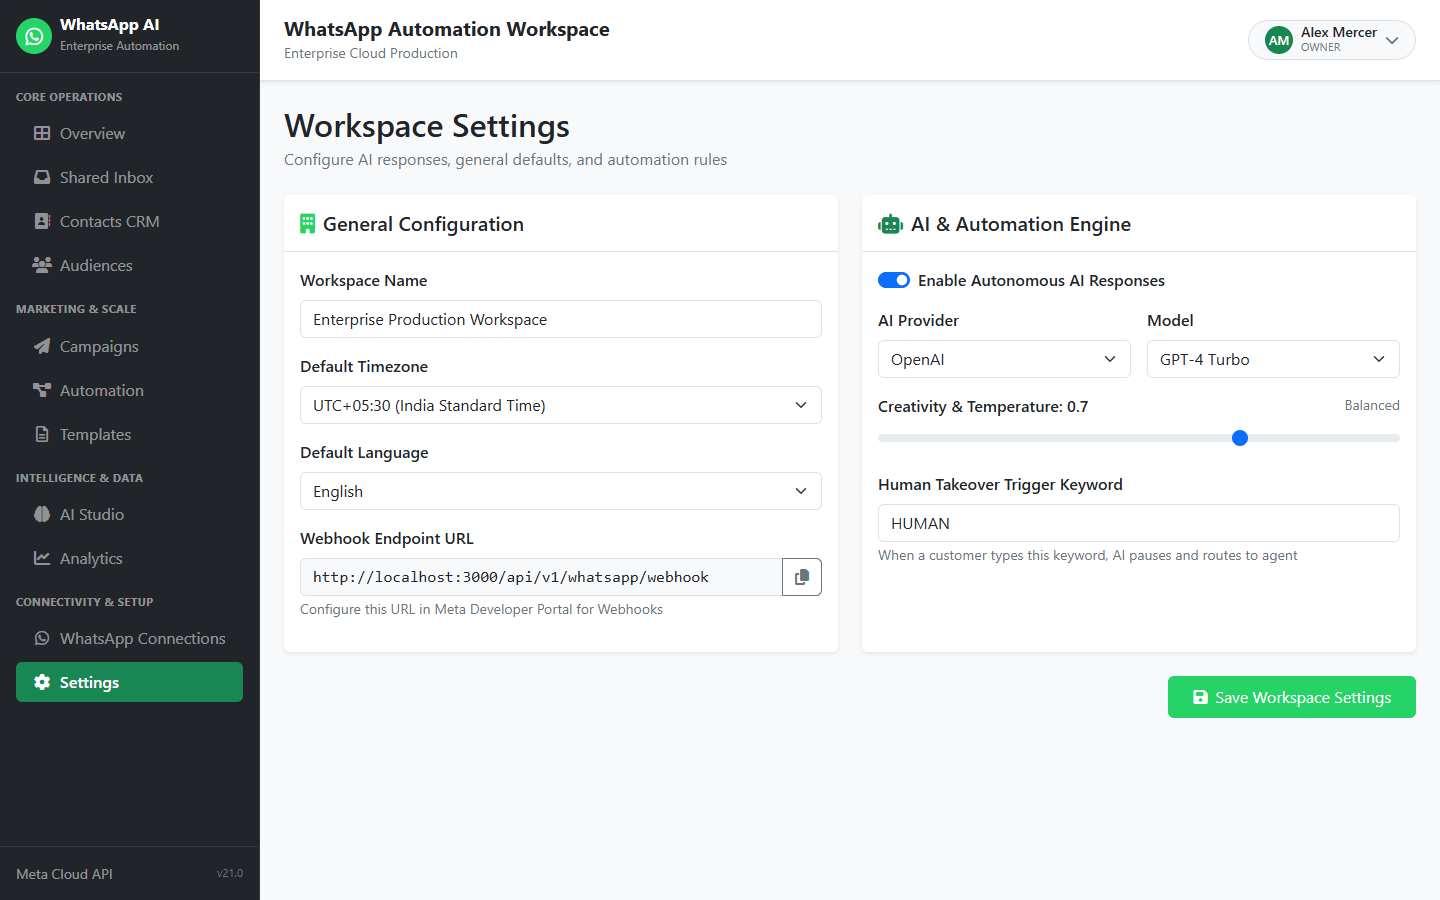 WhatsApp AI
Enterprise Automation
CORE OPERATIONS
Overview
Shared Inbox
Contacts CRM
Audiences
MARKETING & SCALE
Campaigns
Automation
Templates
INTELLIGENCE & DATA
AI Studio
Analytics
CONNECTIVITY & SETUP
WhatsApp Connections
Settings
Meta Cloud API v21.0
WhatsApp Automation Workspace
Enterprise Cloud Production
AM
Alex Mercer
OWNER
Workspace Settings
Configure AI responses, general defaults, and automation rules
General Configuration
Workspace Name
Enterprise Production Workspace
Default Timezone
UTC+05:30 (India Standard Time)
Default Language
English
Webhook Endpoint URL
http://localhost:3000/api/v1/whatsapp/webhook
Configure this URL in Meta Developer Portal for Webhooks
AI & Automation Engine
Enable Autonomous AI Responses
AI Provider Model
OpenAI GPT-4 Turbo
Creativity & Temperature: 0.7 Balanced
Human Takeover Trigger Keyword
HUMAN
When a customer types this keyword, AI pauses and routes to agent
Save Workspace Settings